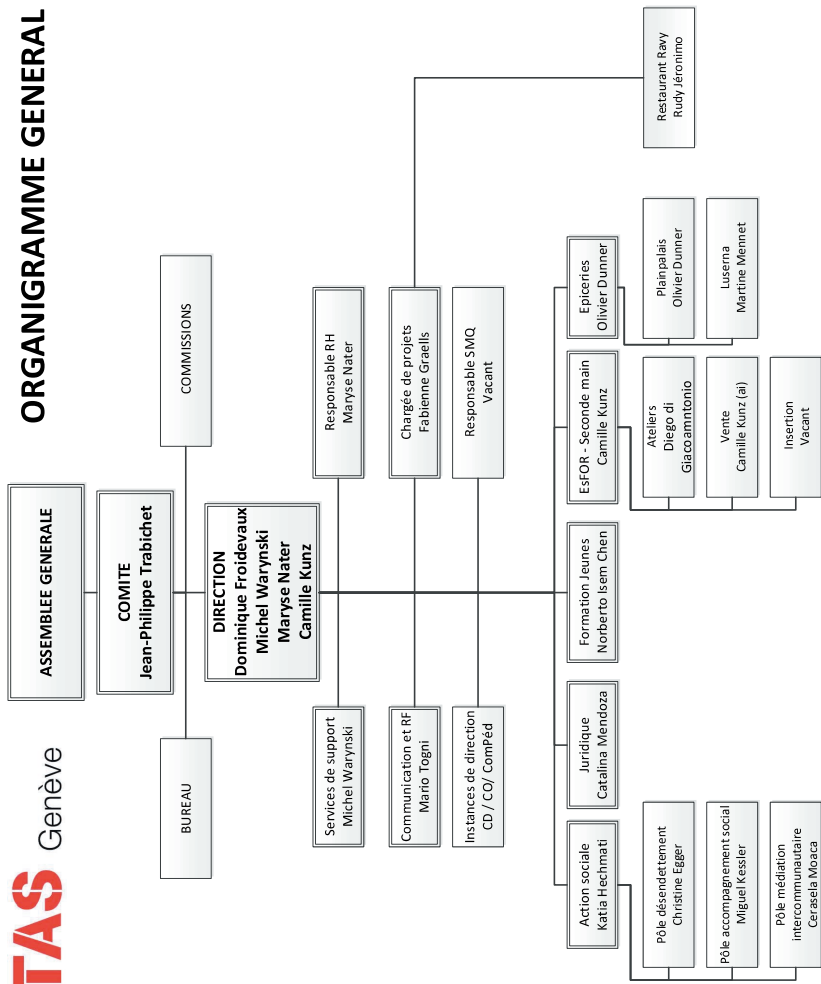 TAS Genève
ORGANIGRAMME GENERAL
ASSEMBLEE GENERALE
COMITE
Jean-Philippe Trabichet
BUREAU
COMMISSIONS
DIRECTION
Dominique Froidevaux
Michel Warynski
Maryse Nater
Camille Kunz
Services de support
Michel Warynski
Responsable RH
Maryse Nater
Communication et RF
Mario Togni
Chargée de projets
Fabienne Graells
Instances de direction
CD / CO/ ComPéd
Responsable SMQ
Vacant
Action sociale
Katia Hechmati
Juridique
Catalina Mendoza
Formation Jeunes
Norberto Isem Chen
EsFOR - Seconde main
Camille Kunz
Epiceries
Olivier Dunner
Pôle désendettement
Christine Egger
Pôle accompagnement social
Miguel Kessler
Pôle médiation
intercommunautaire
Cerasela Moaca
Ateliers
Diego di
Giacoamntonio
Vente
Camille Kunz (ai)
Insertion
Vacant
Plainpalais
Olivier Dunner
Luserna
Martine Mennet
Restaurant Ravy
Rudy Jéronimo